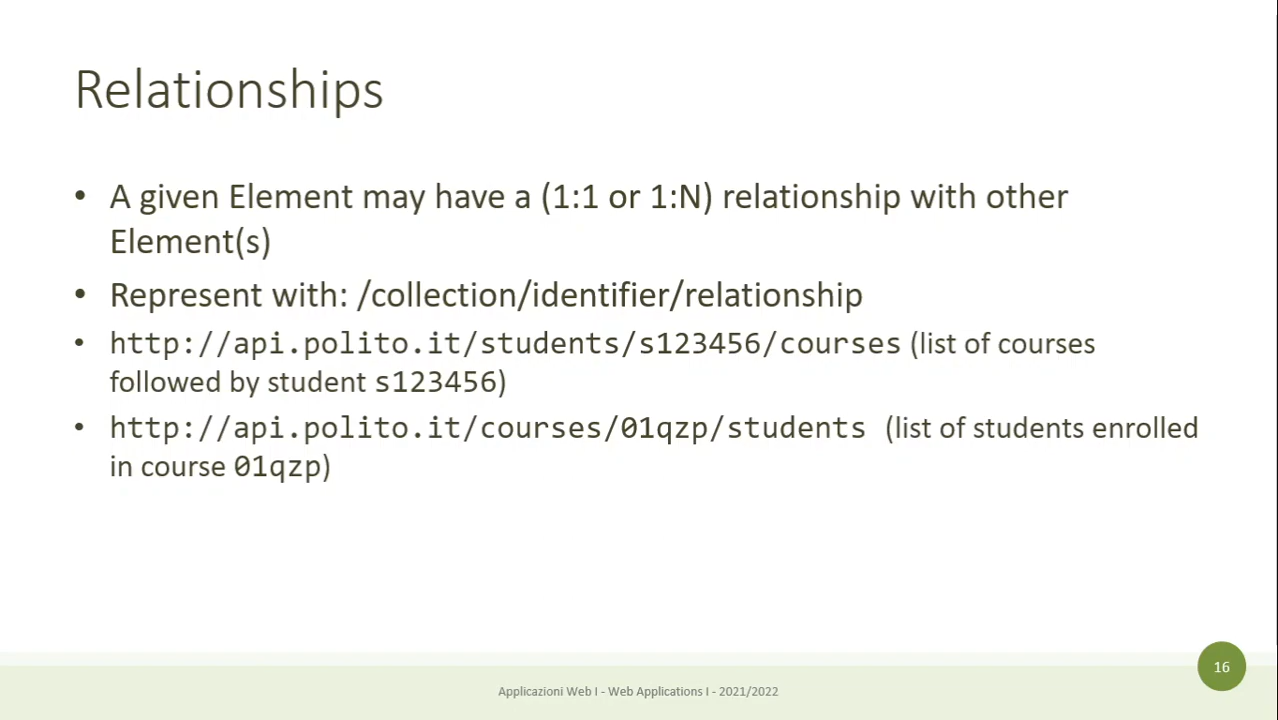 Relationships
• A given Element may have a (1:1 or 1:N) relationship with other
Element(s)
• Represent with: /collection/identifier/relationship
• http://api.polito.it/students/s123456/courses (list of courses
followed by student s123456)
• http://api.polito.it/courses/01qzp/students (list of students enrolled
in course 01qzp)
16
Applicazioni Web I - Web Applications I - 2021/2022